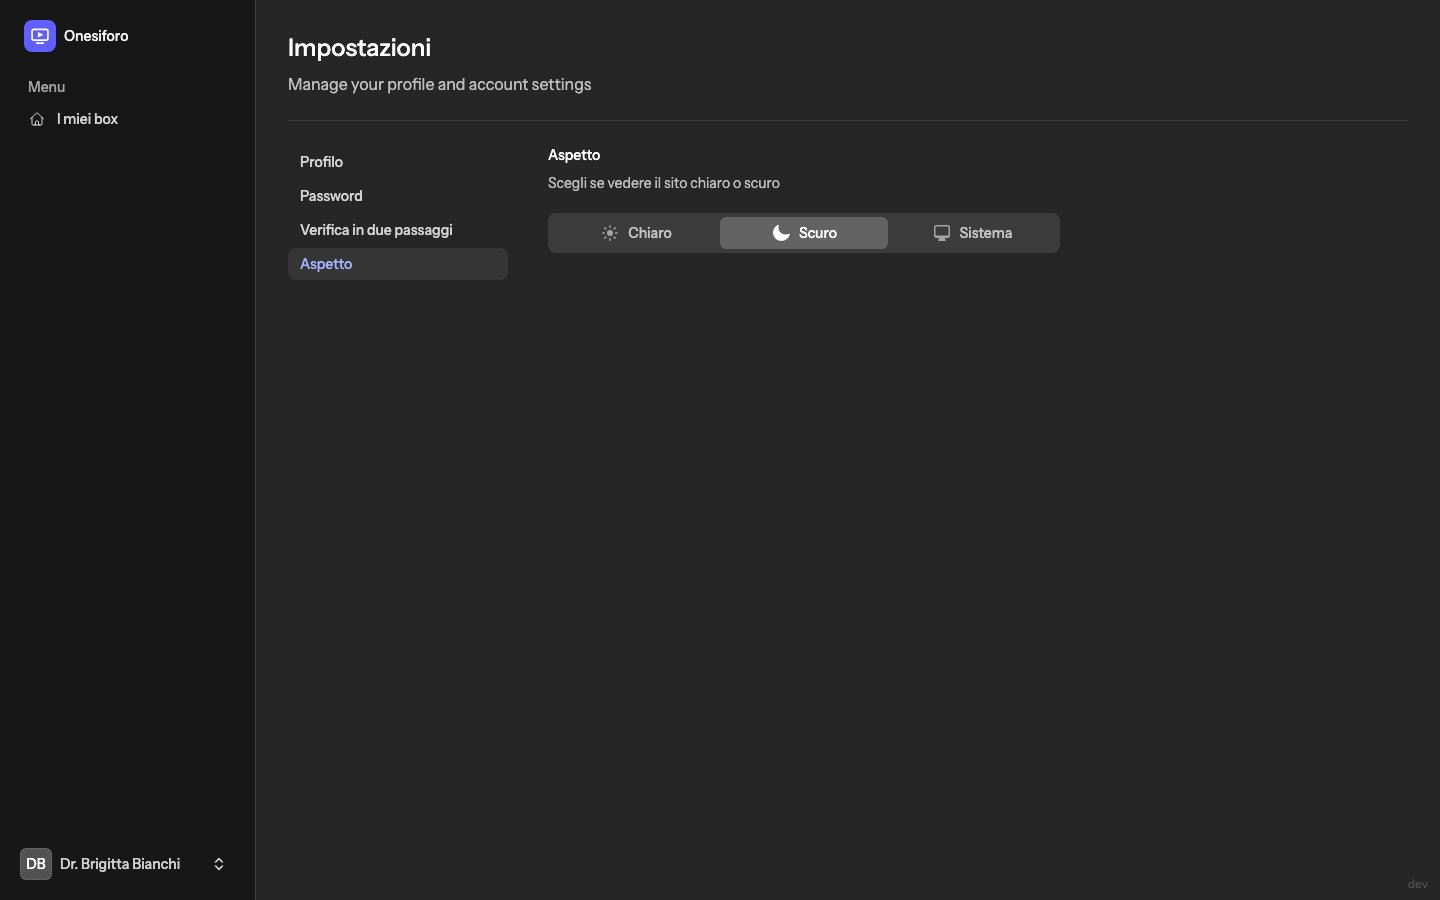 Onesiforo
Menu
I miei box
Impostazioni
Manage your profile and account settings
Profilo
Password
Verifica in due passaggi
Aspetto
Aspetto
Scegli se vedere il sito chiaro o scuro
Chiaro
Scuro
Sistema
DB
Dr. Brigitta Bianchi
dev